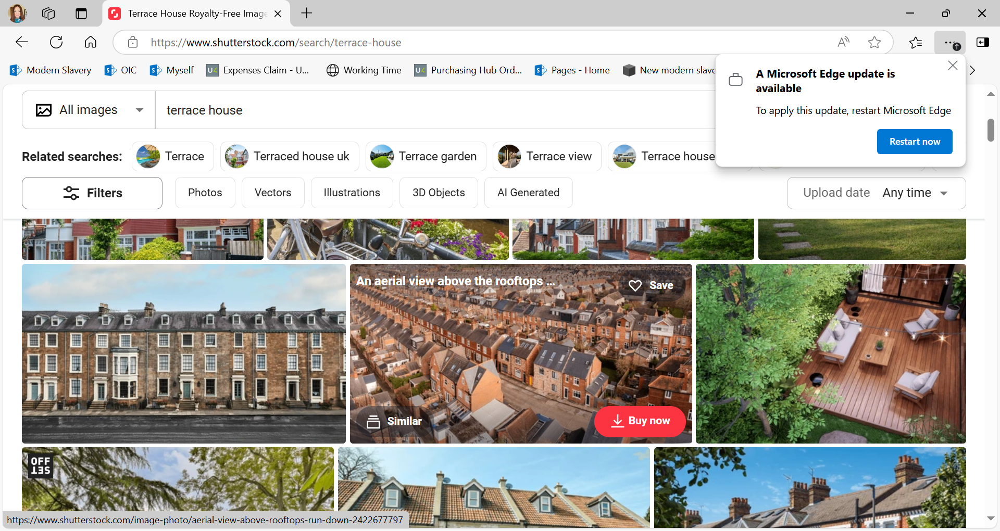 Terrace House Royalty-Free Image
https://www.shutterstock.com/search/terrace-house
Modern Slavery
OIC
Myself
U4
Expenses Claim - U...
Working Time
U4
Purchasing Hub Ord...
Pages - Home
New modern slave
A Microsoft Edge update is
available
To apply this update, restart Microsoft Edge
Restart now
All images
terrace house
Related searches:
Terrace
Terraced house uk
Terrace garden
Terrace view
Terrace house
Filters
Photos
Vectors
Illustrations
3D Objects
AI Generated
Upload date
Any time
An aerial view above the rooftops ...
Save
Similar
Buy now
OFF
SET
https://www.shutterstock.com/image-photo/aerial-view-above-rooftops-run-down-2422677797